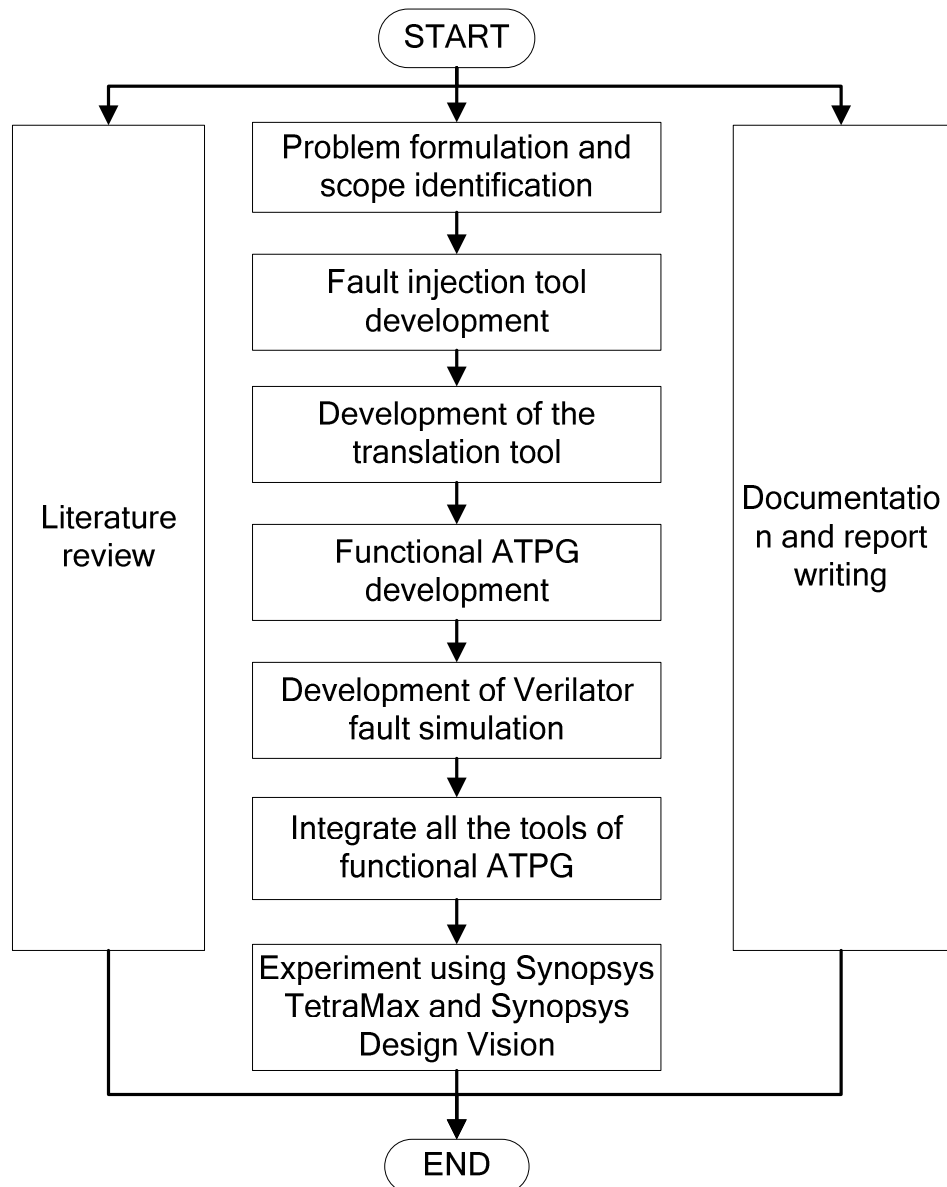 START
Problem formulation and
scope identification
Fault injection tool
development
Development of the
translation tool
Functional ATPG
development
Development of Verilator
fault simulation
Integrate all the tools of
functional ATPG
Experiment using Synopsys
TetraMax and Synopsys
Design Vision
Literature
review
Documentatio
n and report
writing
END